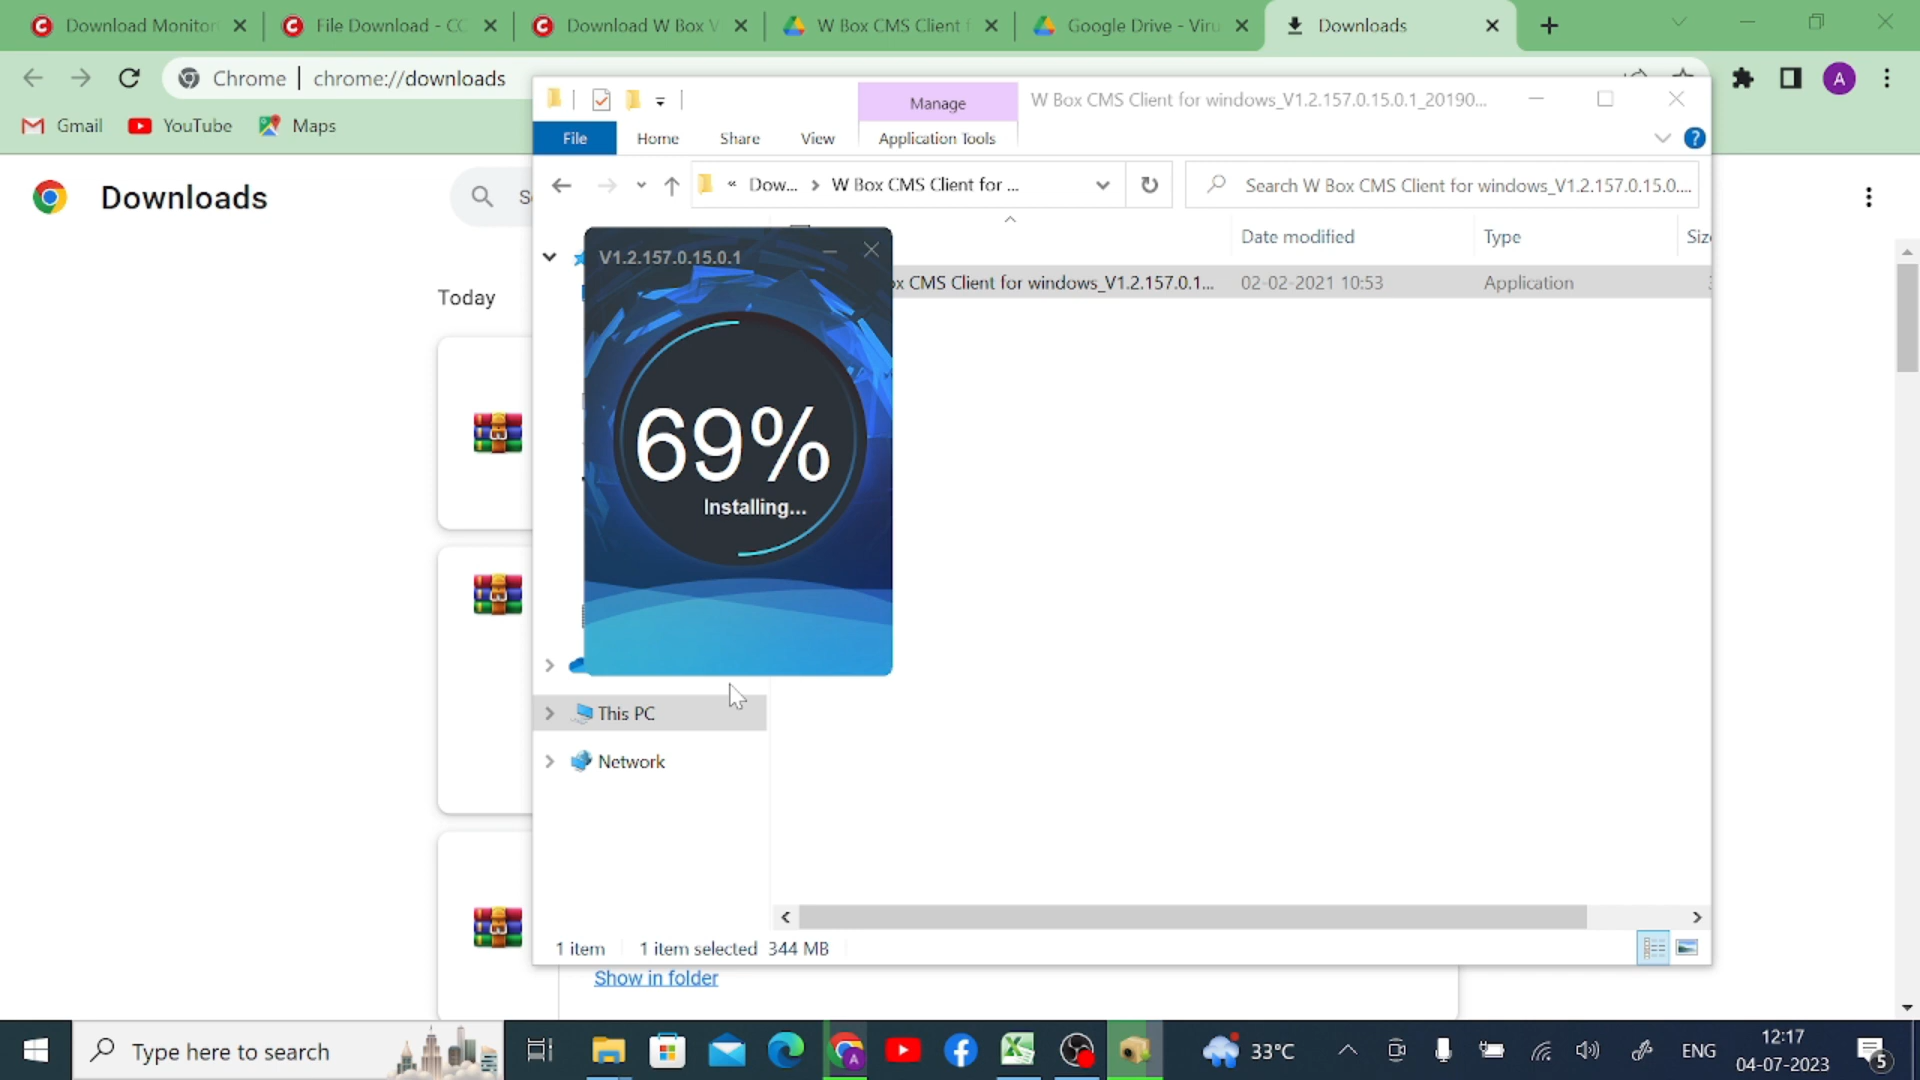 Download Monitor
File Download - CC
Download W Box V
W Box CMS Client f
Google Drive - Viru
Downloads
Chrome
chrome://downloads
Gmail
YouTube
Maps
Manage
W Box CMS Client for windows_V1.2.157.0.15.0.1_20190...
File
Home
Share
View
Application Tools
« Dow... > W Box CMS Client for ...
Search W Box CMS Client for windows_V1.2.157.0.15.0....
Downloads
Date modified
Type
Siz
V1.2.157.0.15.0.1
ox CMS Client for windows_V1.2.157.0.1...
02-02-2021 10:53
Application
Today
69%
Installing...
This PC
Network
1 item
1 item selected 344 MB
Show in folder
Type here to search
33°C
ENG
12:17
04-07-2023
5